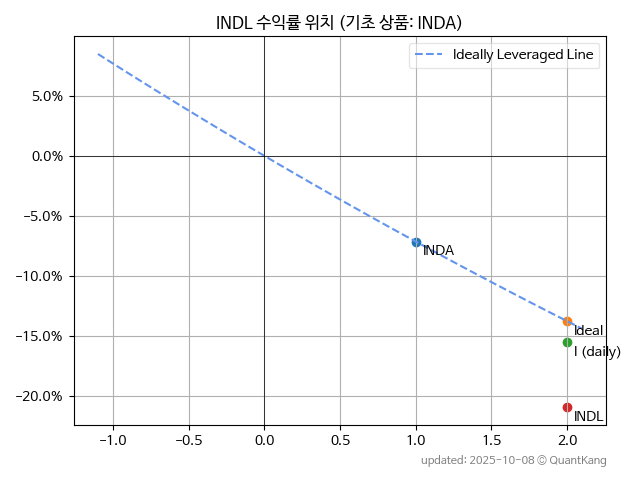 INDL 수익률 위치 (기초 상품: INDA)
Ideally Leveraged Line
5.0%
0.0%
−5.0%
−10.0%
−15.0%
−20.0%
INDA
Ideal
l (daily)
INDL
−1.0
−0.5
0.0
0.5
1.0
1.5
2.0
updated: 2025-10-08 © QuantKang